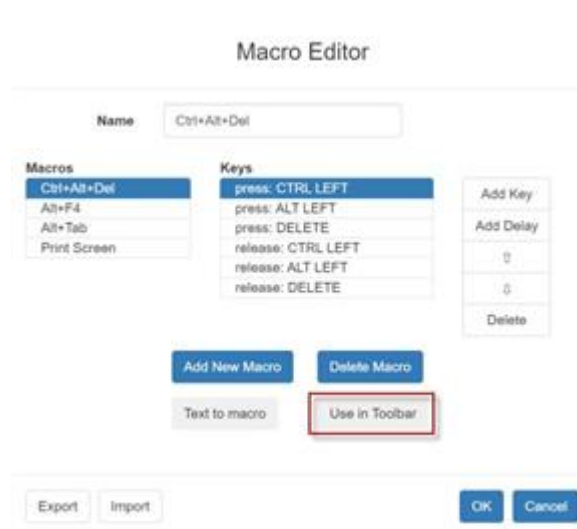 Macro Editor
Name
Ctrl+Alt+Del
Macros
Ctrl+Alt+Del
Alt+F4
Alt+Tab
Print Screen
Keys
press: CTRL LEFT
press: ALT LEFT
press: DELETE
release: CTRL LEFT
release: ALT LEFT
release: DELETE
Add Key
Add Delay
⇧
⇩
Delete
Add New Macro
Delete Macro
Text to macro
Use in Toolbar
Export
Import
OK
Cancel